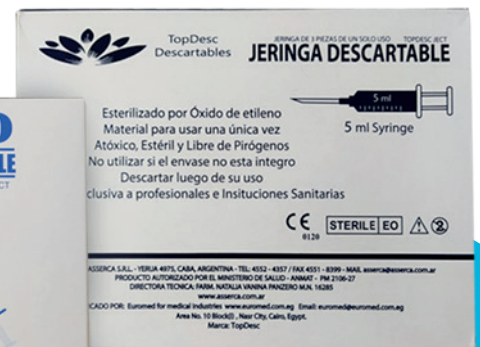 TopDesc
Descartables
JERINGA DE 3 PIEZAS DE UN SOLO USO TOPDESC JECT
JERINGA DESCARTABLE
5 ml
5 ml Syringe
Esterilizado por Óxido de etileno
Material para usar una única vez
Atóxico, Estéril y Libre de Pirógenos
No utilizar si el envase no esta integro
Descartar luego de su uso
clusiva a profesionales e Insituciones Sanitarias
CE 0120 STERILE EO 2
ASSERCA S.R.L. - YERUA 4975, CABA, ARGENTINA - TEL: 4552 - 4357 / FAX 4551 - 8399 - MAIL asserca@asserca.com.ar
PRODUCTO AUTORIZADO POR EL MINISTERIO DE SALUD - ANMAT - PM 2106-27
DIRECTORA TECNICA: FARM. NATALIA VANINA PANZERO M.N. 16285
www.asserca.com.ar
CADO POR: Euromed for medical industries www.euromed.com.eg Email: euromed@euromed.com.eg
Area No. 10 Block(I) , Nasr City, Cairo, Egypt.
Marca: TopDesc